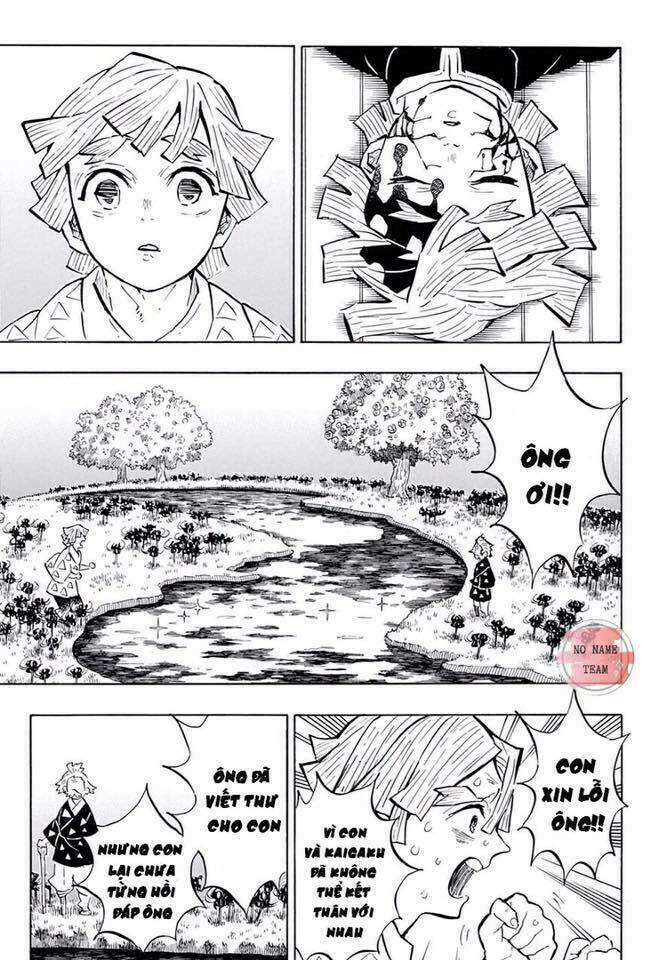 ÔNG
ƠI!!
NO NAME
TEAM
CON
XIN LỖI
ÔNG!!
VÌ CON
VÀ KAIGAKU
ĐÃ KHÔNG
THỂ KẾT
THÂN VỚI
NHAU
ÔNG ĐÃ
VIẾT THƯ
CHO CON
NHƯNG CON
LẠI CHƯA
TỪNG HỒI
ĐÁP ÔNG